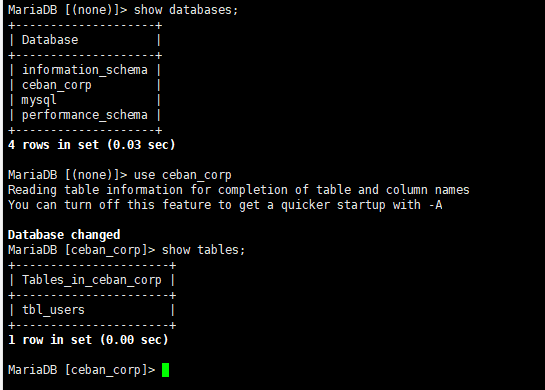 MariaDB [(none)]> show databases;
+--------------------+
| Database           |
+--------------------+
| information_schema |
| ceban_corp         |
| mysql              |
| performance_schema |
+--------------------+
4 rows in set (0.03 sec)

MariaDB [(none)]> use ceban_corp
Reading table information for completion of table and column names
You can turn off this feature to get a quicker startup with -A

Database changed
MariaDB [ceban_corp]> show tables;
+----------------------+
| Tables_in_ceban_corp |
+----------------------+
| tbl_users            |
+----------------------+
1 row in set (0.00 sec)

MariaDB [ceban_corp]>